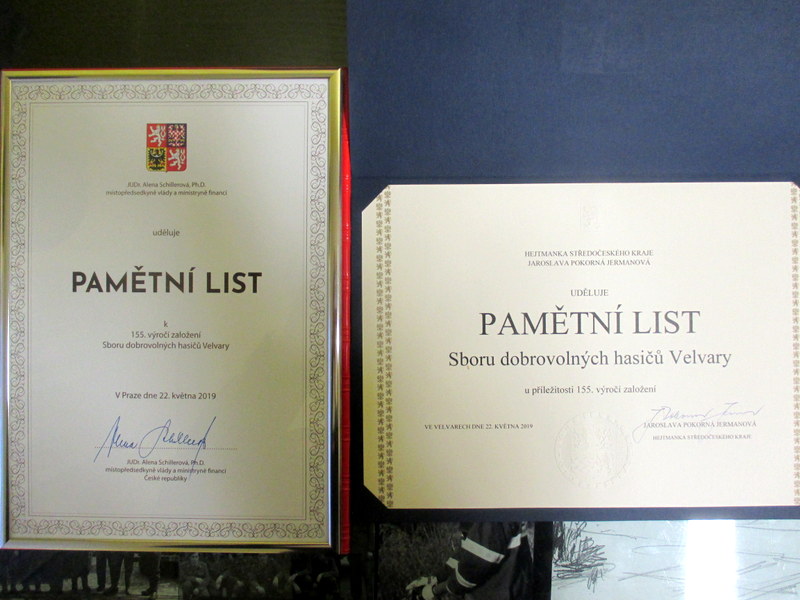 JUDr. Alena Schillerová, Ph.D.
místopředsedkyně vlády a ministryně financí
uděluje
PAMĚTNÍ LIST
k
155. výročí založení
Sboru dobrovolných hasičů Velvary
V Praze dne 22. května 2019
Alena Schillerová
JUDr. Alena Schillerová, Ph.D.
místopředsedkyně vlády a ministryně financí
České republiky
HEJTMANKA STŘEDOČESKÉHO KRAJE
JAROSLAVA POKORNÁ JERMANOVÁ
UDĚLUJE
PAMĚTNÍ LIST
Sboru dobrovolných hasičů Velvary
u příležitosti 155. výročí založení
VE VELVARECH DNE 22. KVĚTNA 2019
JAROSLAVA POKORNÁ JERMANOVÁ
HEJTMANKA STŘEDOČESKÉHO KRAJE